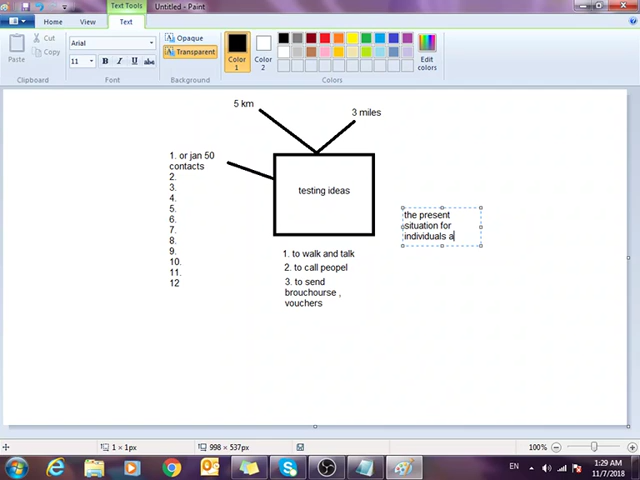 Text Tools
Untitled - Paint
Home
View
Text
Paste
Cut
Copy
Clipboard
Arial
11
B
I
U
abc
Font
Opaque
Transparent
Background
Color
1
Color
2
Colors
Edit
colors
5 km
3 miles
1. or jan 50
contacts
2.
3.
4.
5.
6.
7.
8.
9.
10.
11.
12
testing ideas
the present
situation for
individuals a
1. to walk and talk
2. to call peopel
3. to send
brouchourse ,
vouchers
1 × 1px
998 × 537px
100%
EN
1:29 AM
11/7/2018